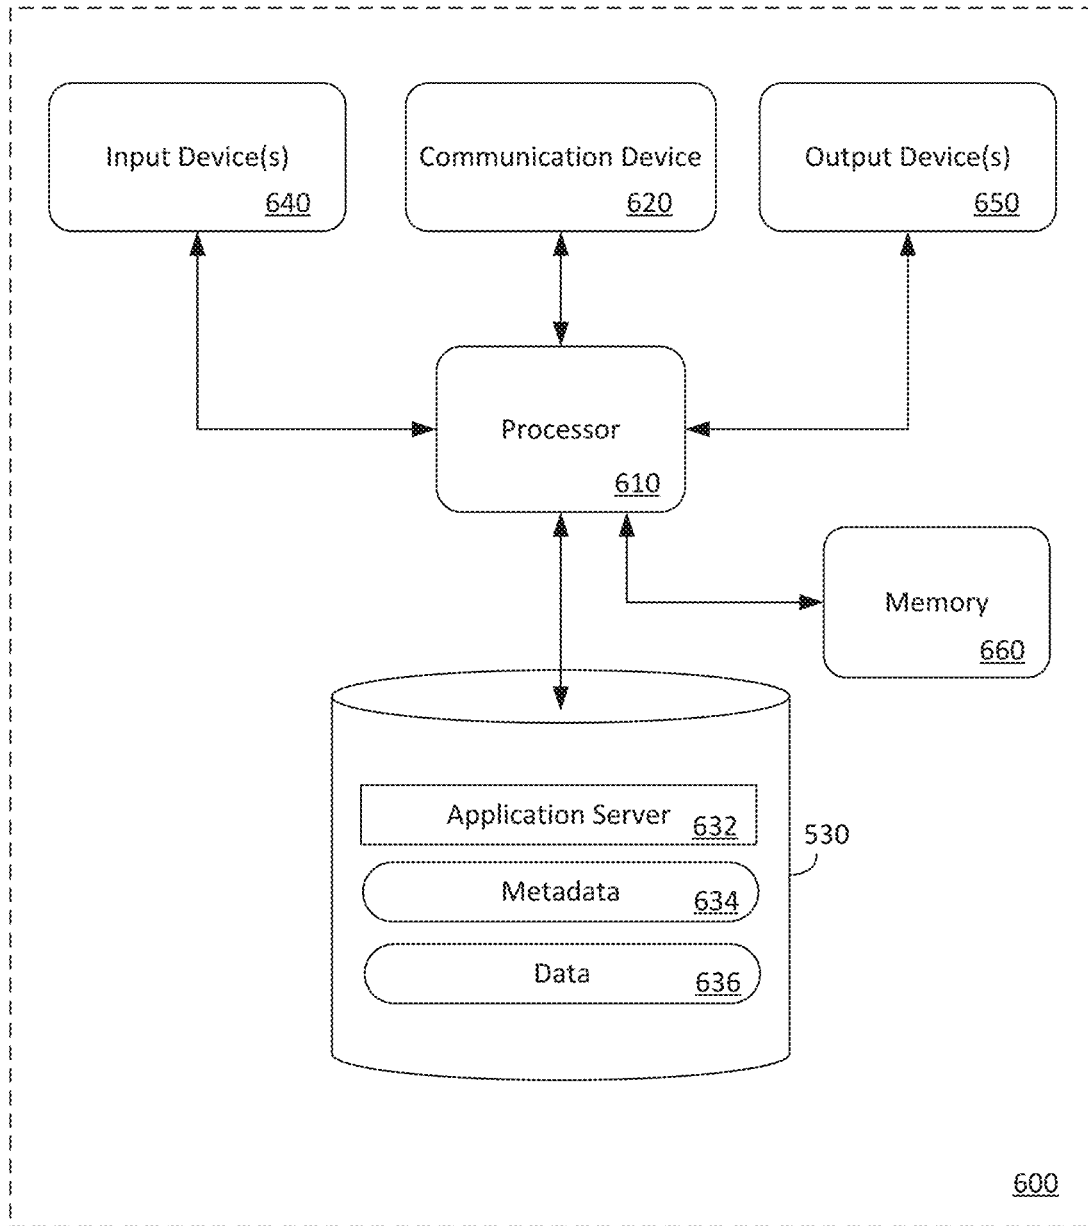 Input Device(s)
640
Communication Device
620
Output Device(s)
650
Processor
610
Memory
660
Application Server
632
530
Metadata
634
Data
636
600